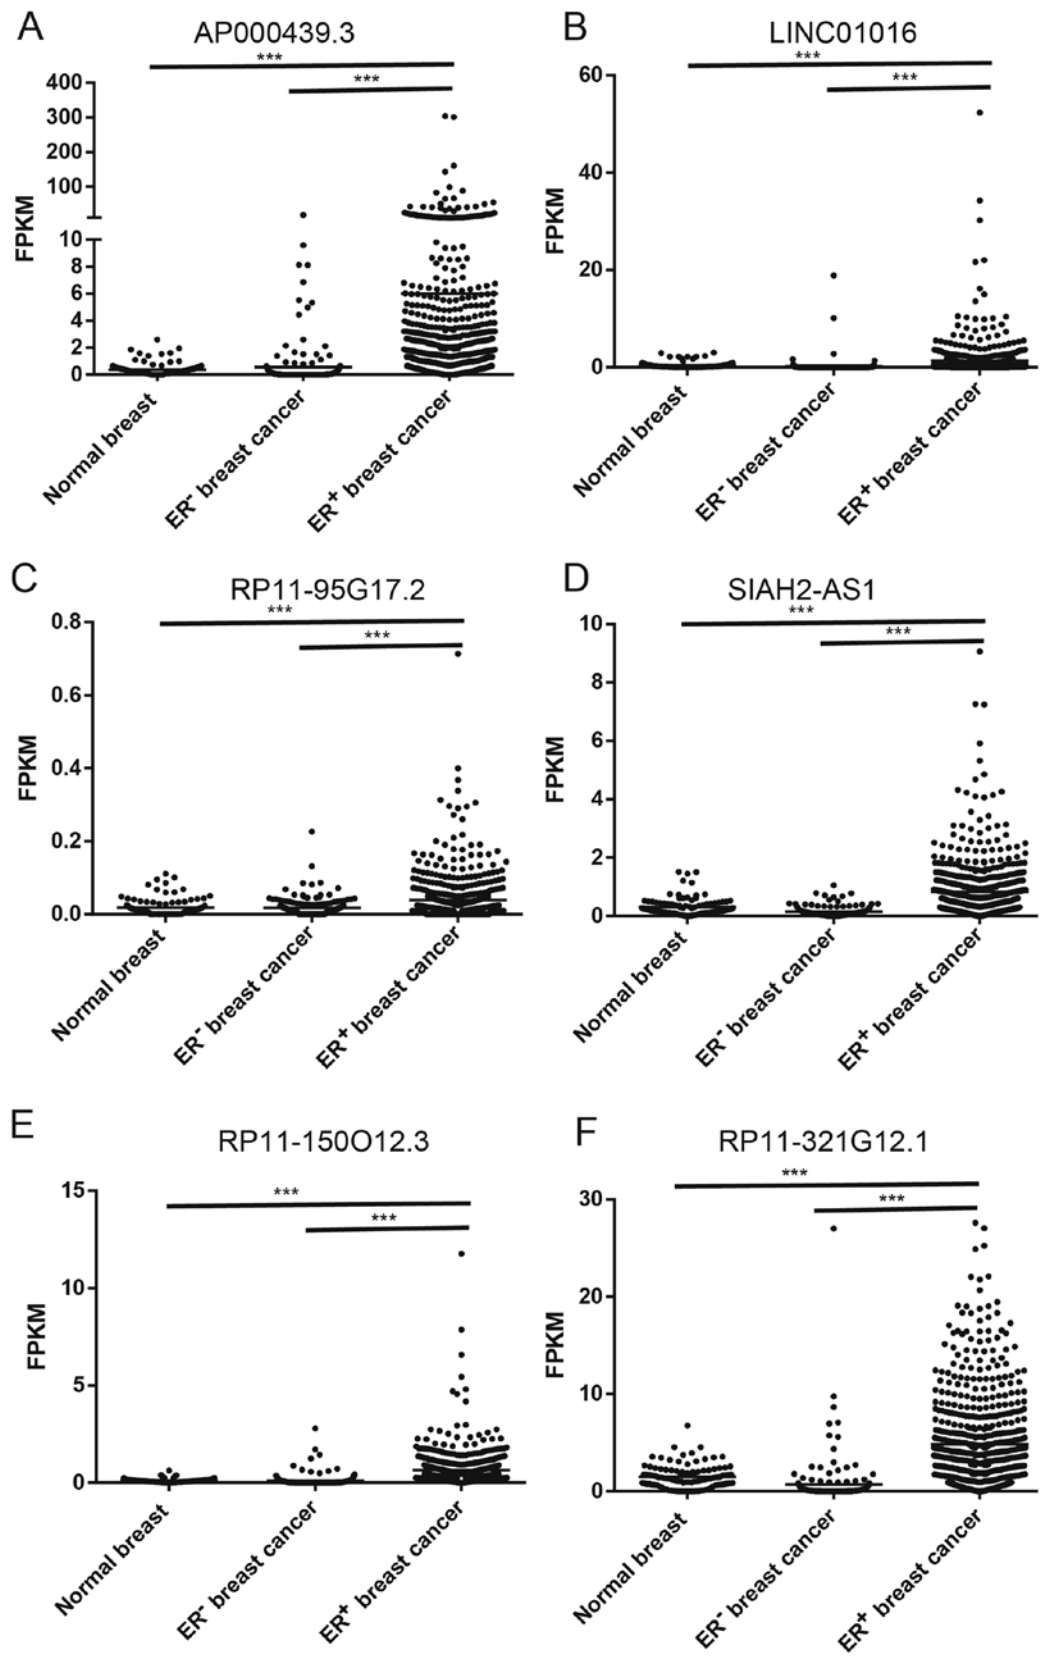 A
AP000439.3
***
***
400
300
200
100
10
8
6
4
2
0
FPKM
Normal breast
ER- breast cancer
ER+ breast cancer
B
LINC01016
***
***
60
40
20
0
FPKM
Normal breast
ER- breast cancer
ER+ breast cancer
C
RP11-95G17.2
***
***
0.8
0.6
0.4
0.2
0.0
FPKM
Normal breast
ER- breast cancer
ER+ breast cancer
D
SIAH2-AS1
***
***
10
8
6
4
2
0
FPKM
Normal breast
ER- breast cancer
ER+ breast cancer
E
RP11-150O12.3
***
***
15
10
5
0
FPKM
Normal breast
ER- breast cancer
ER+ breast cancer
F
RP11-321G12.1
***
***
30
20
10
0
FPKM
Normal breast
ER- breast cancer
ER+ breast cancer